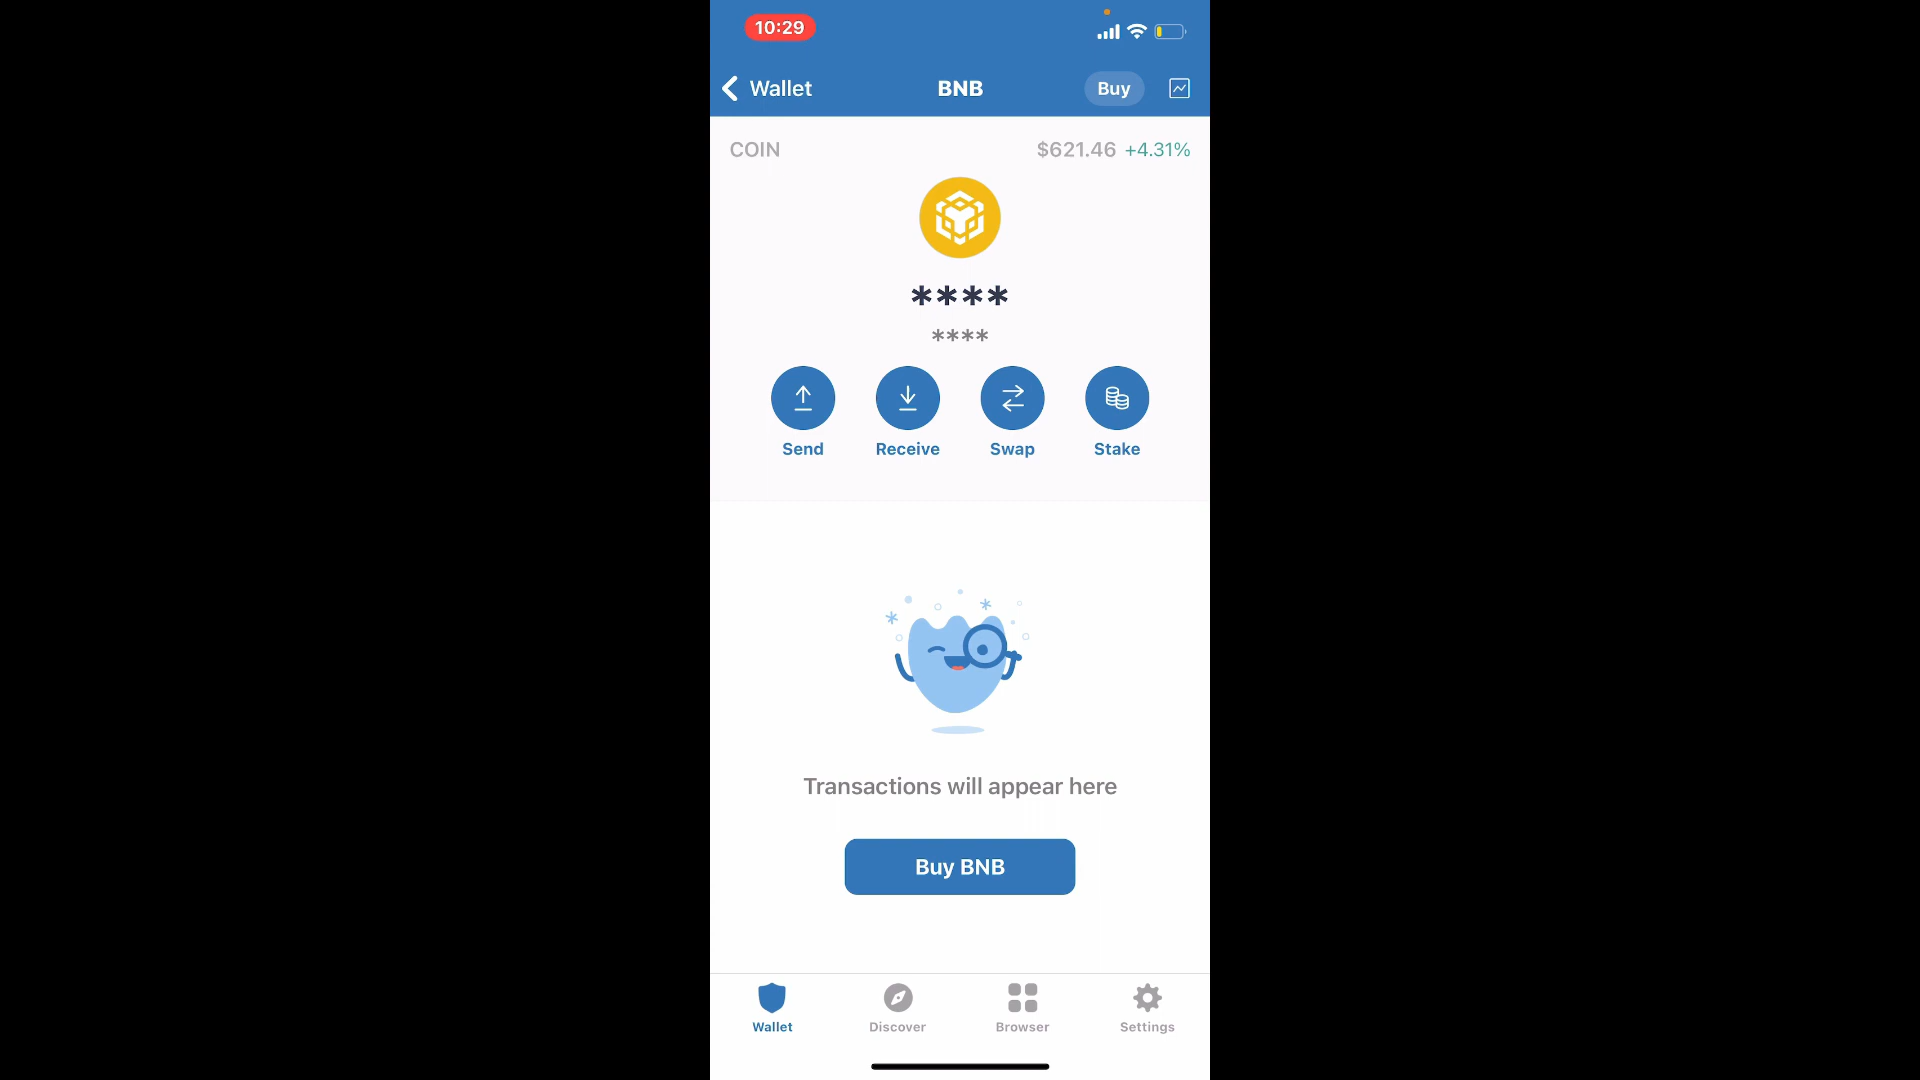 10:29
Wallet
BNB
Buy
COIN
$621.46 +4.31%
****
****
Send
Receive
Swap
Stake
Transactions will appear here
Buy BNB
Wallet
Discover
Browser
Settings